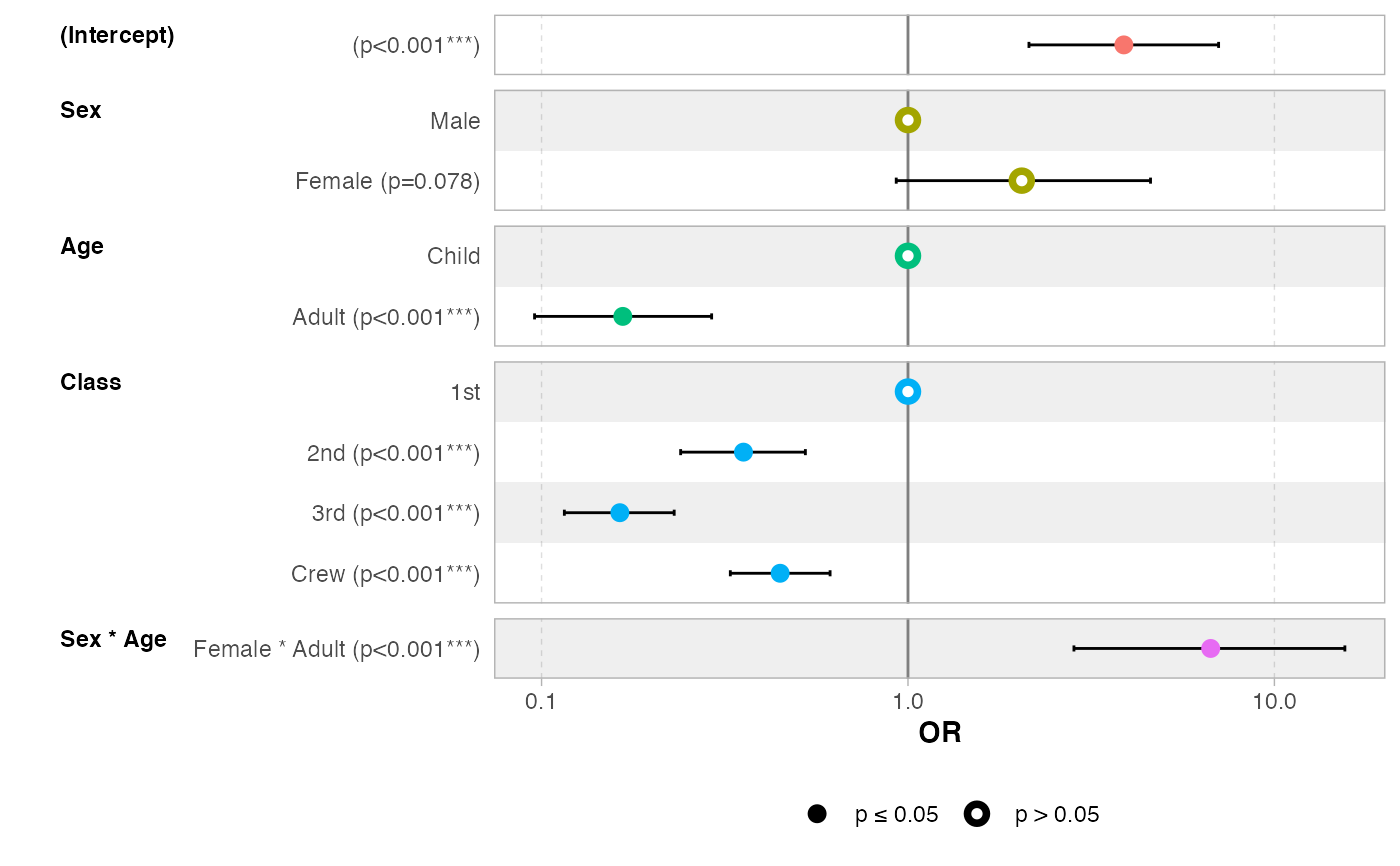 (Intercept)
(p<0.001***)
Sex
Male
Female (p=0.078)
Age
Child
Adult (p<0.001***)
Class
1st
2nd (p<0.001***)
3rd (p<0.001***)
Crew (p<0.001***)
Sex * Age
Female * Adult (p<0.001***)
0.1 1.0 10.0
OR
p ≤ 0.05 p > 0.05